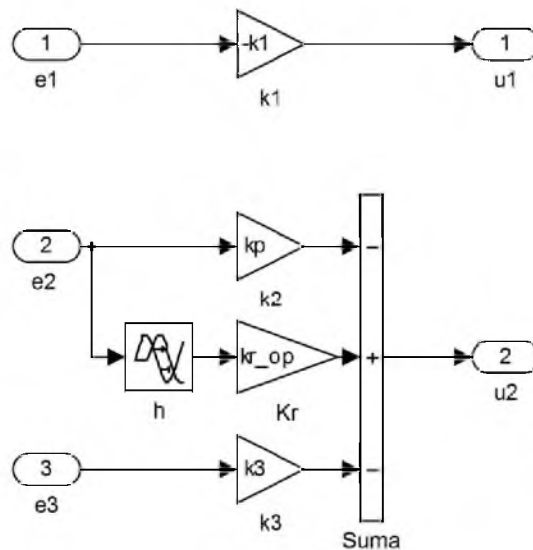 1 -k1 1
e1 k1 u1
2 kp −
e2 k2
kr_op + 2
h Kr u2
3 k3 −
e3 k3
Suma